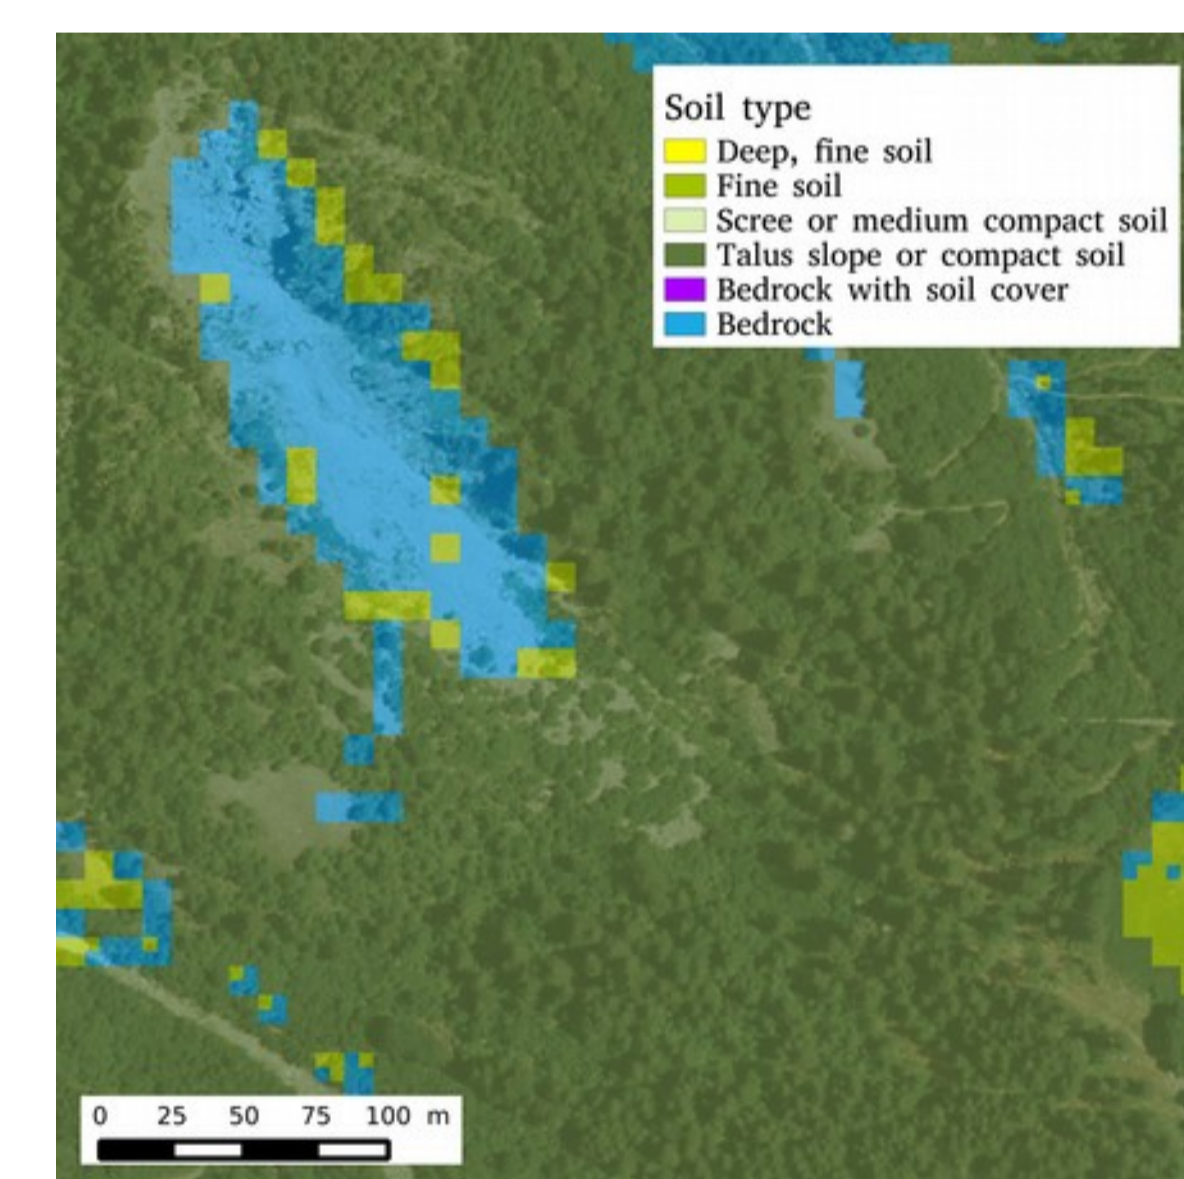 Soil type
Deep, fine soil
Fine soil
Scree or medium compact soil
Talus slope or compact soil
Bedrock with soil cover
Bedrock
0 25 50 75 100 m